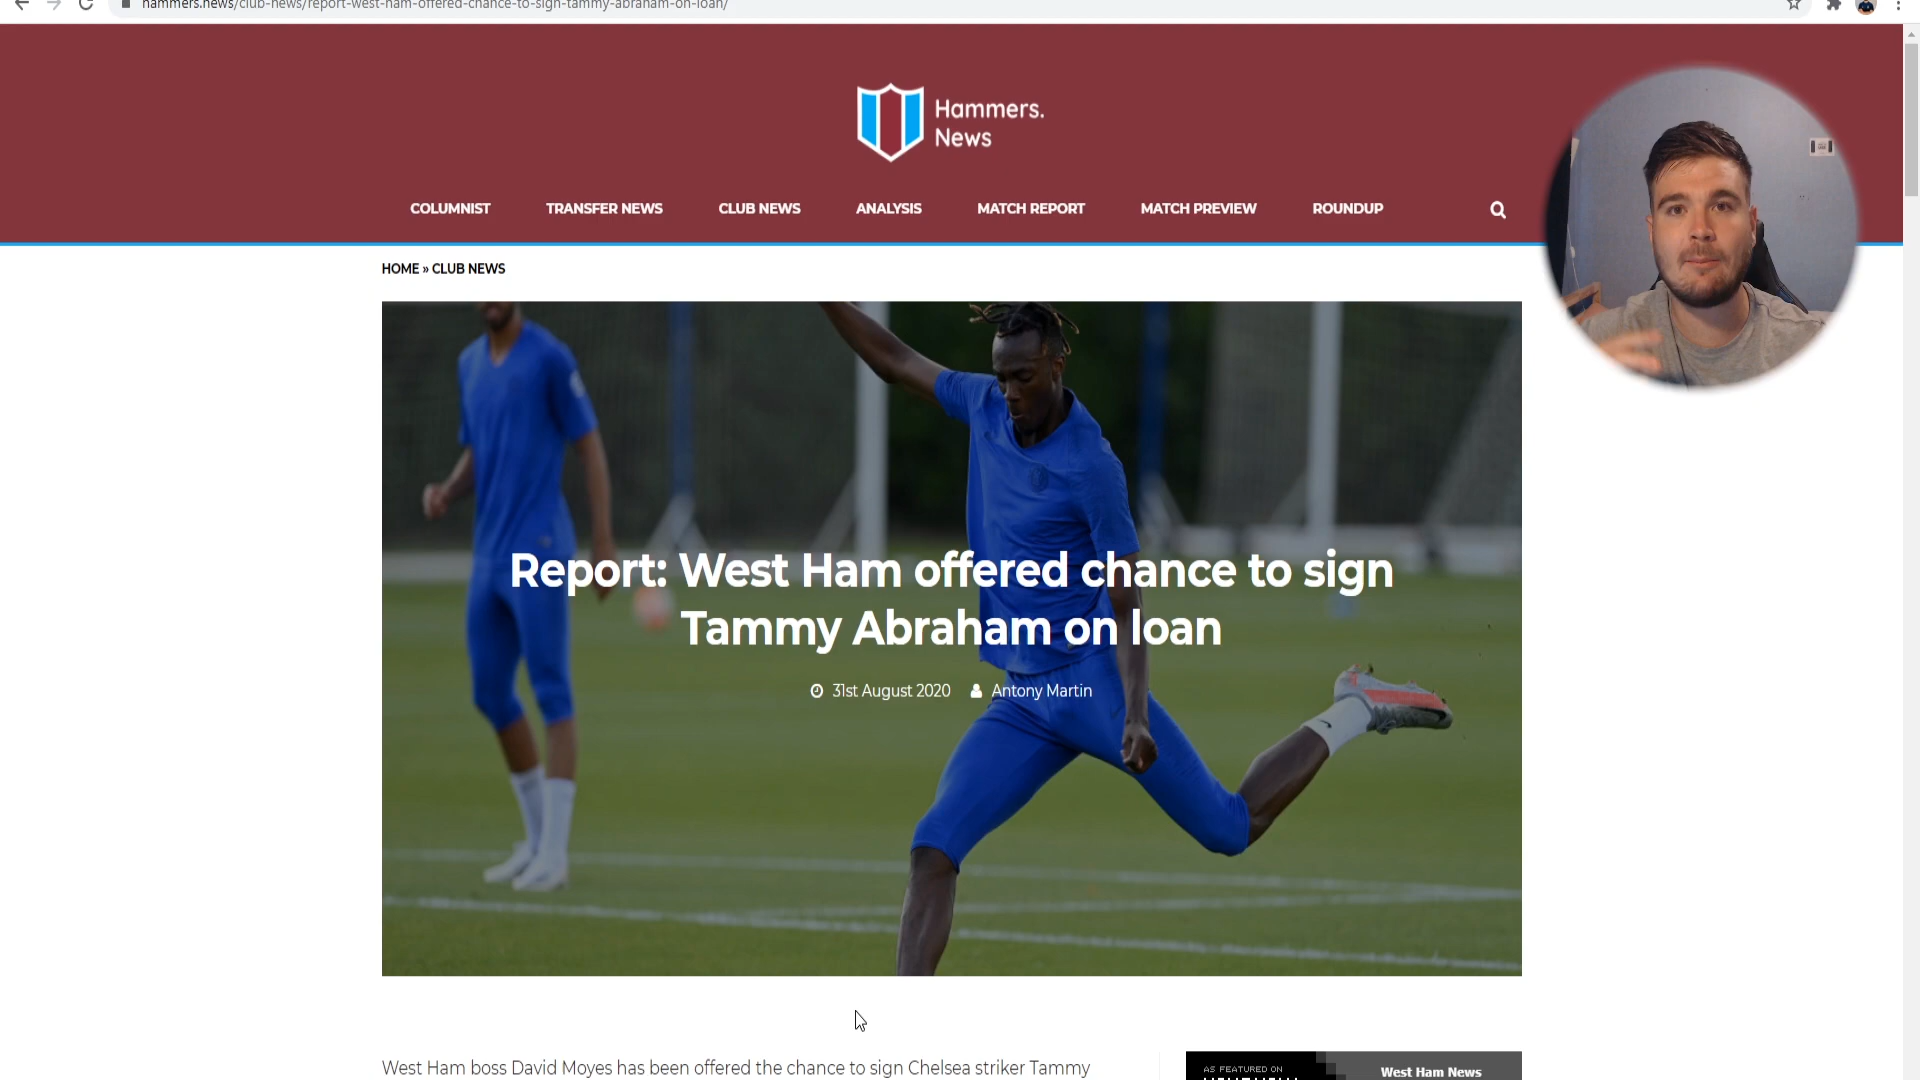 hammers.news/club-news/report-west-ham-offered-chance-to-sign-tammy-abraham-on-loan/
Hammers.
News
COLUMNIST TRANSFER NEWS CLUB NEWS ANALYSIS MATCH REPORT MATCH PREVIEW ROUNDUP
HOME » CLUB NEWS
Report: West Ham offered chance to sign
Tammy Abraham on loan
31st August 2020 Antony Martin
West Ham boss David Moyes has been offered the chance to sign Chelsea striker Tammy
AS FEATURED ON
West Ham News